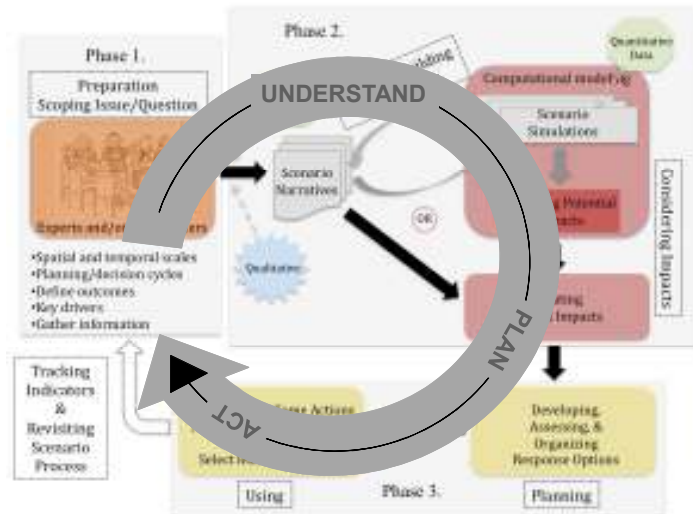 Phase 1.
Preparation
Scoping Issue/Question
Experts and/or
•Spatial and temporal scales
•Planning/decision cycles
•Define outcomes
•Key drivers
•Gather information
Tracking
Indicators
&
Revisiting
Scenario
Process
Phase 2.
UNDERSTAND
Scenario
Narratives
Qualitative
OR
Quantitative
Data
Computational modelying
Scenario
Simulations
Potential
Impacts
Considering Impacts
PLAN
ACT
Actions
Select
Using
Phase 3.
Developing,
Assessing, &
Organizing
Response Options
Planning